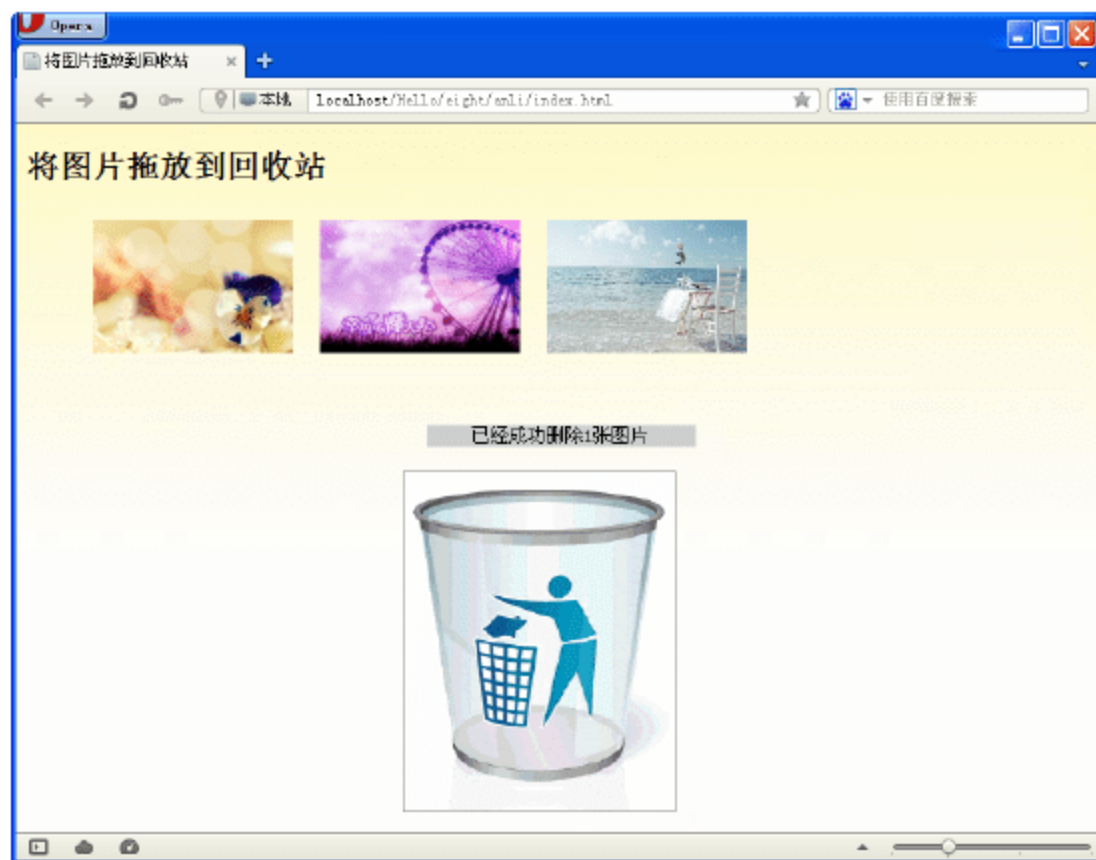 Opera
将图片拖放到回收站
本地 localhost/Hello/eight/anli/index.html 使用百度搜索
将图片拖放到回收站
已经成功删除1张图片